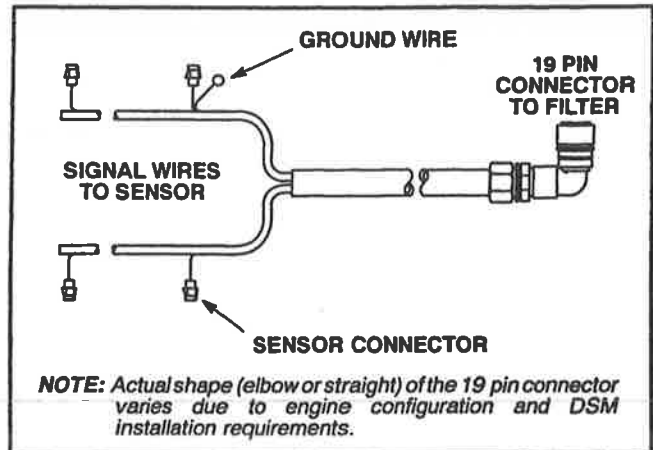 GROUND WIRE
19 PIN
CONNECTOR
TO FILTER
SIGNAL WIRES
TO SENSOR
SENSOR CONNECTOR
NOTE: Actual shape (elbow or straight) of the 19 pin connector
varies due to engine configuration and DSM
installation requirements.